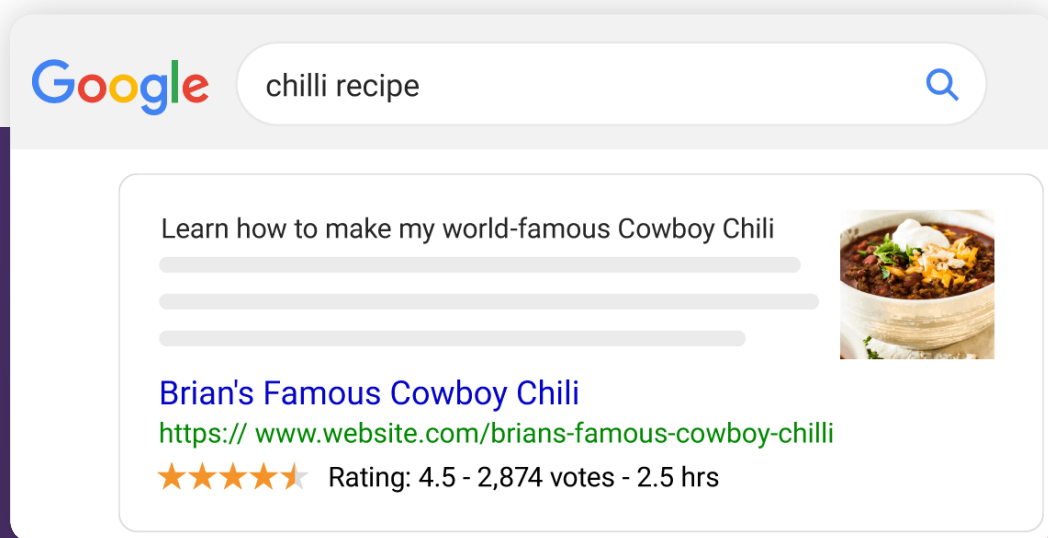 Google
chilli recipe
Learn how to make my world-famous Cowboy Chili
Brian's Famous Cowboy Chili
https:// www.website.com/brians-famous-cowboy-chilli
Rating: 4.5 - 2,874 votes - 2.5 hrs